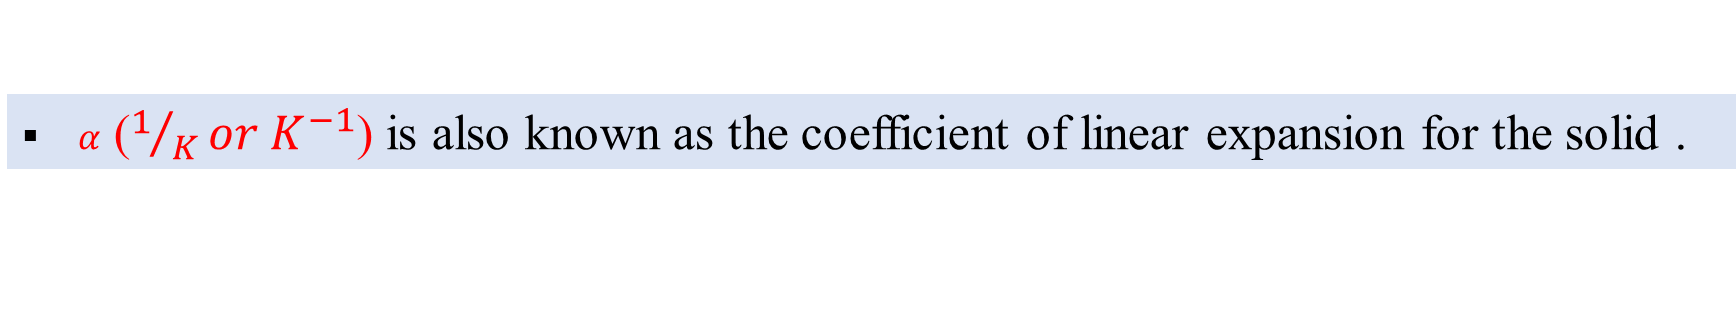 ▪ α (¹/K or K⁻¹) is also known as the coefficient of linear expansion for the solid .